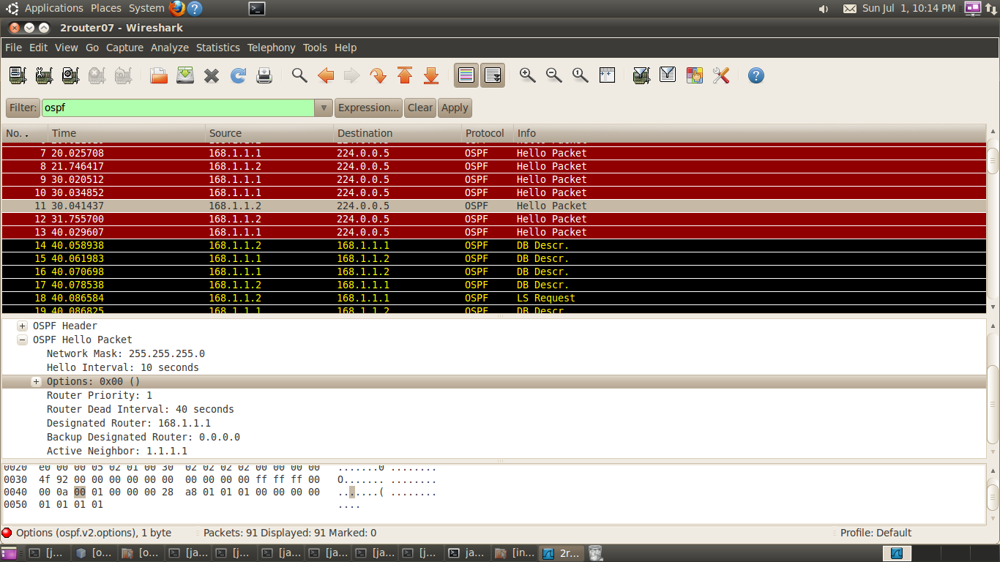 Applications Places System Sun Jul 1, 10:14 PM
2router07 - Wireshark
File Edit View Go Capture Analyze Statistics Telephony Tools Help
Filter: ospf Expression... Clear Apply
No. Time Source Destination Protocol Info
7 20.025708 168.1.1.1 224.0.0.5 OSPF Hello Packet
8 21.746417 168.1.1.2 224.0.0.5 OSPF Hello Packet
9 30.020512 168.1.1.1 224.0.0.5 OSPF Hello Packet
10 30.034852 168.1.1.1 224.0.0.5 OSPF Hello Packet
11 30.041437 168.1.1.2 224.0.0.5 OSPF Hello Packet
12 31.755700 168.1.1.2 224.0.0.5 OSPF Hello Packet
13 40.029607 168.1.1.1 224.0.0.5 OSPF Hello Packet
14 40.058938 168.1.1.2 168.1.1.1 OSPF DB Descr.
15 40.061983 168.1.1.1 168.1.1.2 OSPF DB Descr.
16 40.070698 168.1.1.1 168.1.1.2 OSPF DB Descr.
17 40.078538 168.1.1.2 168.1.1.1 OSPF DB Descr.
18 40.086584 168.1.1.2 168.1.1.1 OSPF LS Request
19 40.086825 168.1.1.1 168.1.1.2 OSPF DB Descr.
OSPF Header
OSPF Hello Packet
Network Mask: 255.255.255.0
Hello Interval: 10 seconds
Options: 0x00 ()
Router Priority: 1
Router Dead Interval: 40 seconds
Designated Router: 168.1.1.1
Backup Designated Router: 0.0.0.0
Active Neighbor: 1.1.1.1
0020 e0 00 00 05 02 01 00 30 02 02 02 02 00 00 00 00 .......0 ........
0030 4f 92 00 00 00 00 00 00 00 00 00 00 ff ff ff 00 O....... ........
0040 00 0a 00 01 00 00 00 28 a8 01 01 01 00 00 00 00 .......( ........
0050 01 01 01 01 ....
Options (ospf.v2.options), 1 byte Packets: 91 Displayed: 91 Marked: 0 Profile: Default
[j... [o... [o... [ja... [j... [ja... [ja... [ja... [j... ja... [in... 2r...